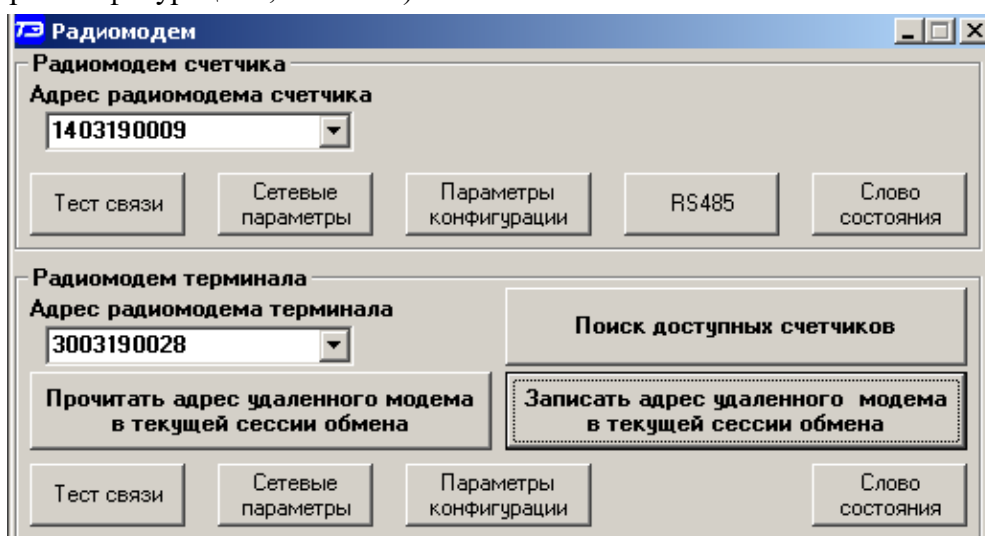 ТЭ Радиомодем
Радиомодем счетчика
Адрес радиомодема счетчика
1403190009
Тест связи
Сетевые
параметры
Параметры
конфигурации
RS485
Слово
состояния
Радиомодем терминала
Адрес радиомодема терминала
3003190028
Поиск доступных счетчиков
Прочитать адрес удаленного модема
в текущей сессии обмена
Записать адрес удаленного модема
в текущей сессии обмена
Тест связи
Сетевые
параметры
Параметры
конфигурации
Слово
состояния